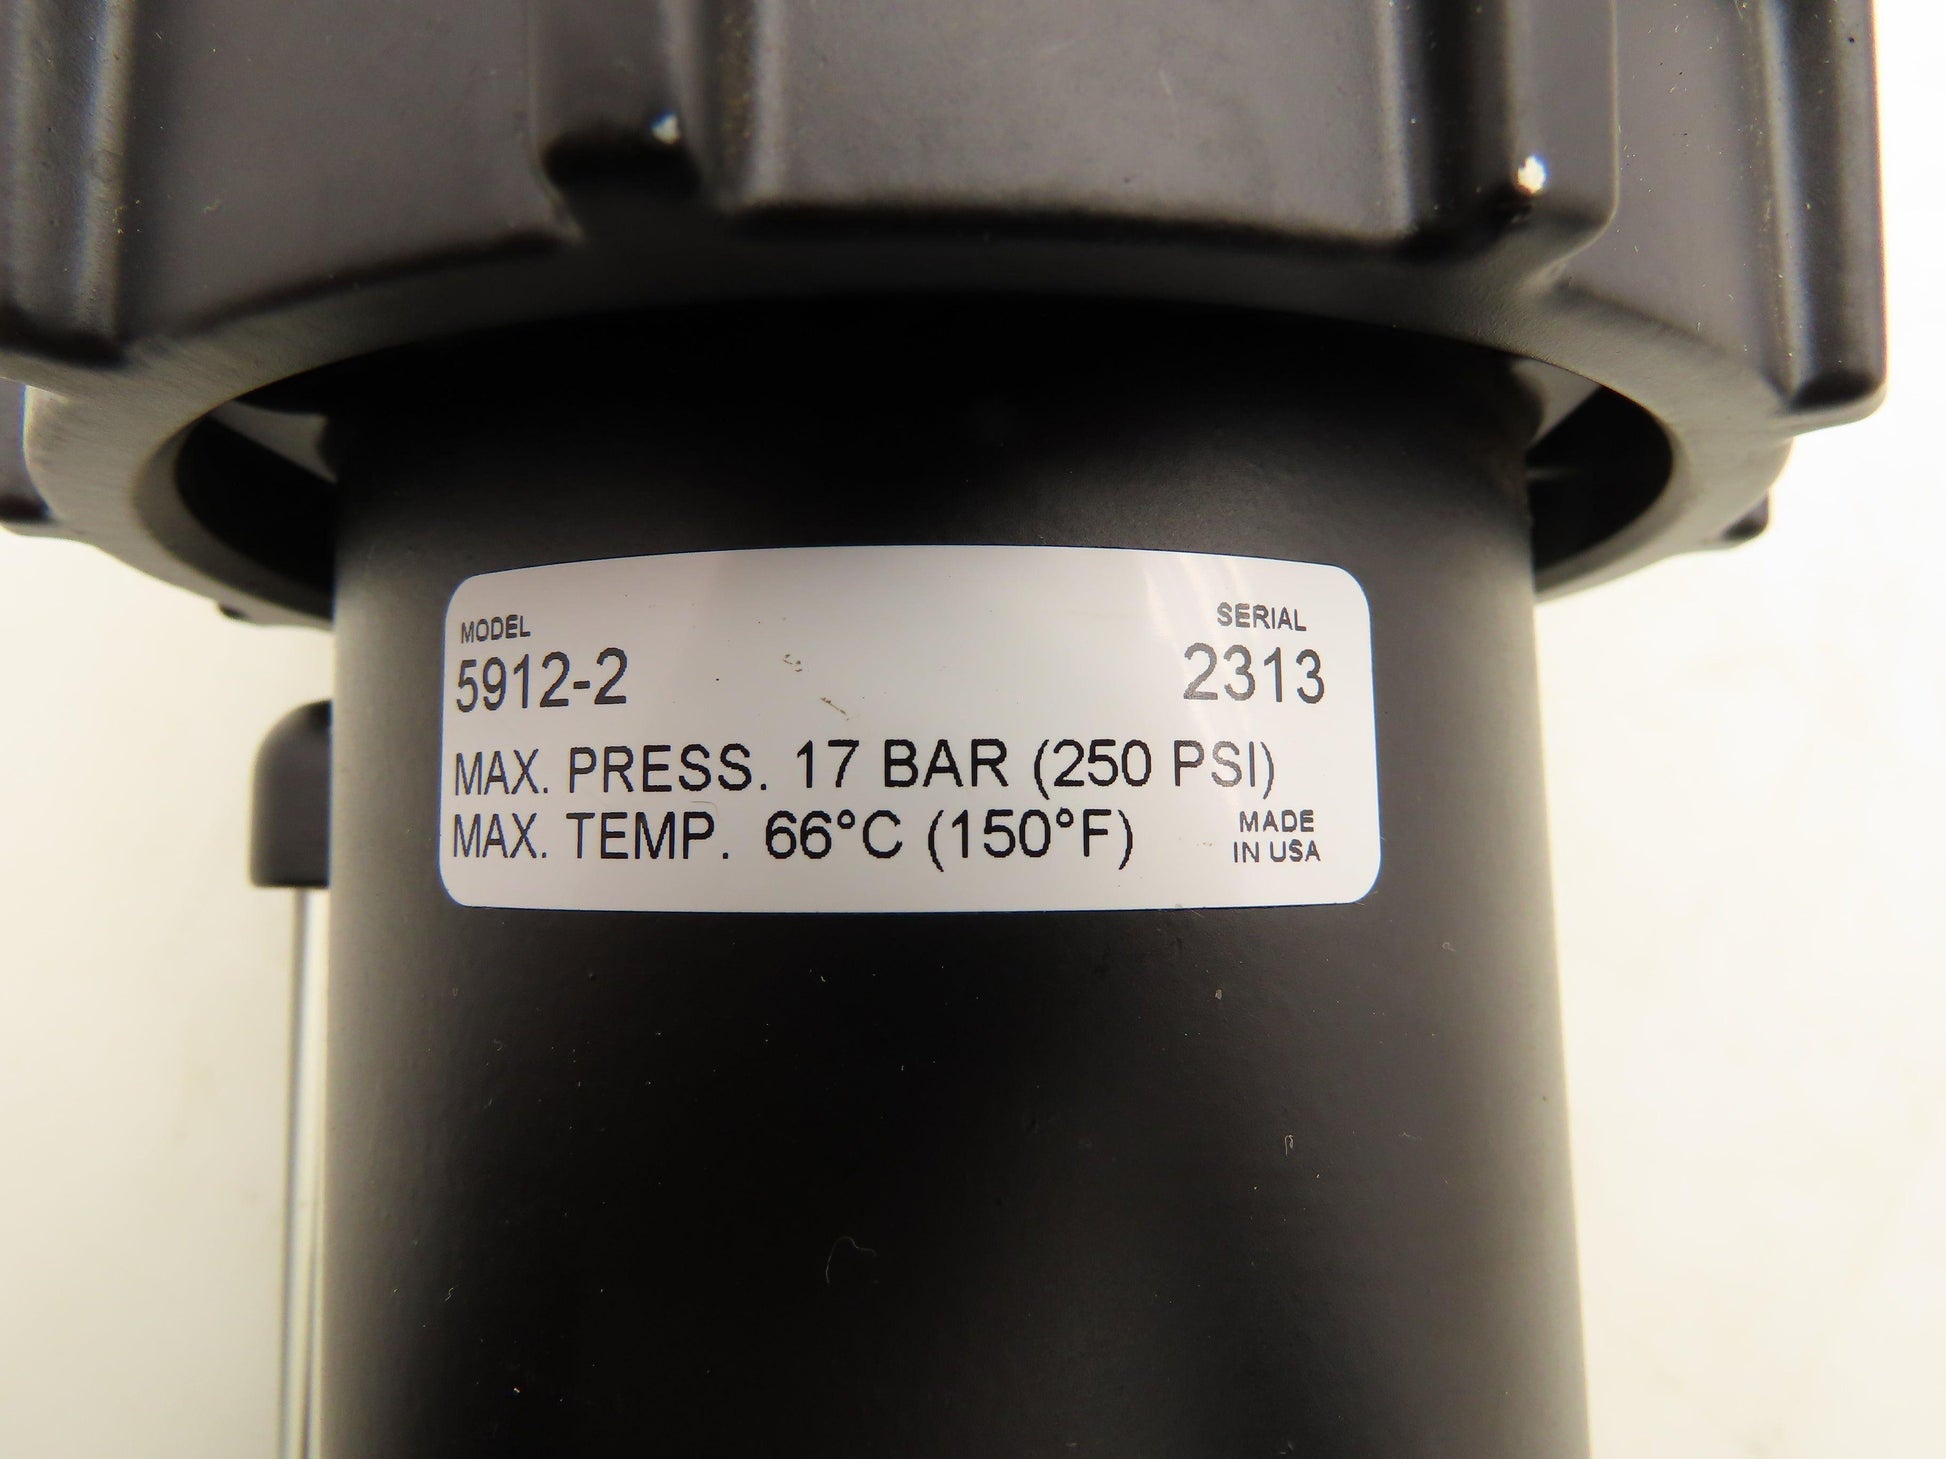 MODEL SERIAL
5912-2 2313
MAX. PRESS. 17 BAR (250 PSI)
MAX. TEMP. 66°C (150°F)
MADE
IN USA